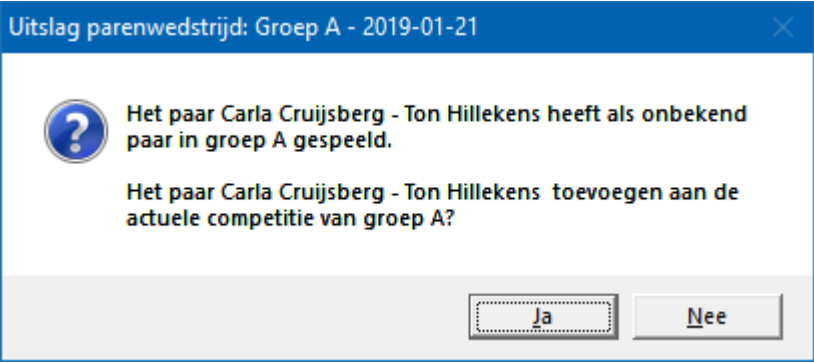 Uitslag parenwedstrijd: Groep A - 2019-01-21
Het paar Carla Cruijsberg - Ton Hillekens heeft als onbekend
paar in groep A gespeeld.
Het paar Carla Cruijsberg - Ton Hillekens  toevoegen aan de
actuele competitie van groep A?
Ja
Nee